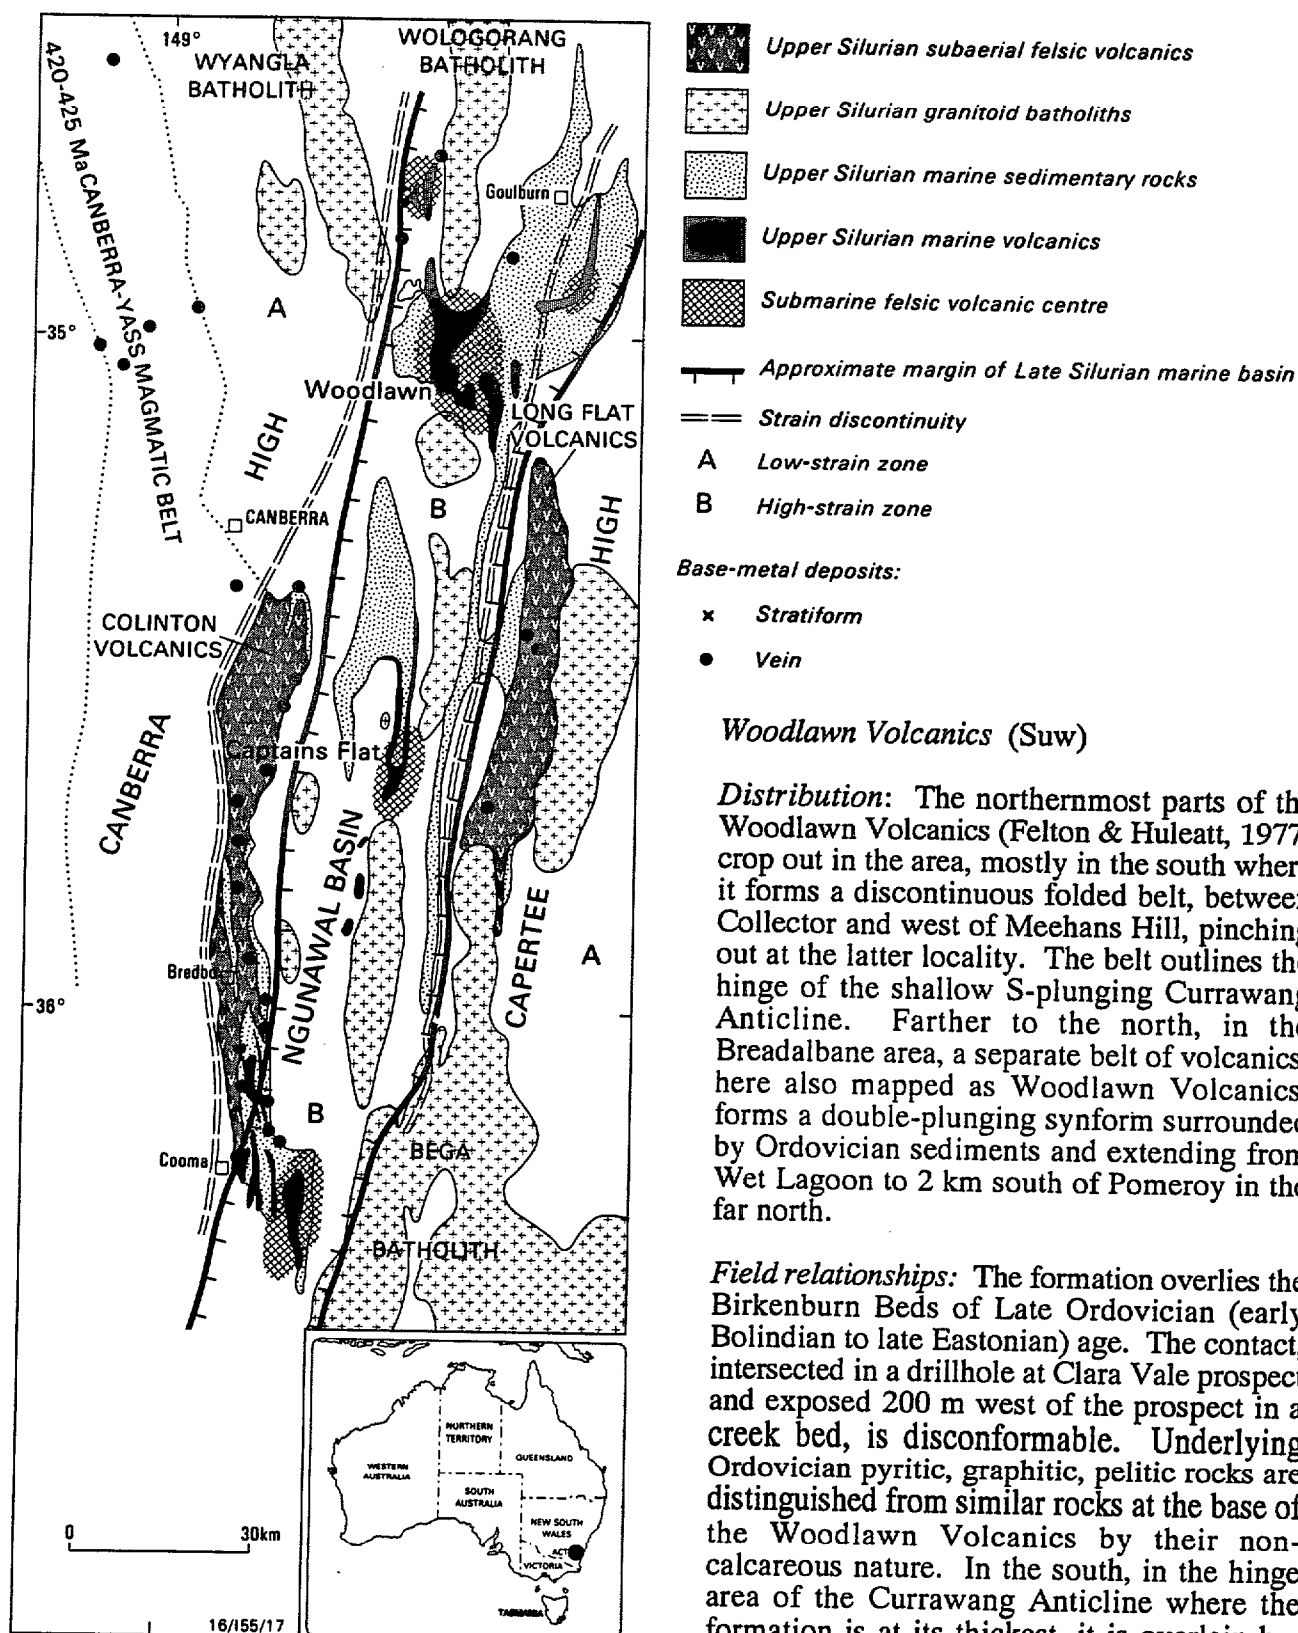 149°
WYANGLA
BATHOLITH
WOLOGORANG
BATHOLITH
420-425 Ma CANBERRA-YASS MAGMATIC BELT
Goulburn
A
35°
Woodlawn
LONG FLAT
VOLCANICS
HIGH
B
CANBERRA
HIGH
COLINTON
VOLCANICS
CANBERRA
Captains Flat
NGUNAWAL BASIN
CAPERTEE
A
Bredbo
36°
B
BEGA
Cooma
BATHOLITH
NORTHERN
TERRITORY
QUEENSLAND
WESTERN
AUSTRALIA
SOUTH
AUSTRALIA
NEW SOUTH
WALES
ACT
VICTORIA
TASMANIA
0 30km
16/I55/17
Upper Silurian subaerial felsic volcanics
Upper Silurian granitoid batholiths
Upper Silurian marine sedimentary rocks
Upper Silurian marine volcanics
Submarine felsic volcanic centre
Approximate margin of Late Silurian marine basin
Strain discontinuity
A Low-strain zone
B High-strain zone
Base-metal deposits:
x Stratiform
● Vein
Woodlawn Volcanics (Suw)
Distribution: The northernmost parts of th
Woodlawn Volcanics (Felton & Huleatt, 1977
crop out in the area, mostly in the south wher
it forms a discontinuous folded belt, between
Collector and west of Meehans Hill, pinching
out at the latter locality. The belt outlines the
hinge of the shallow S-plunging Currawang
Anticline. Farther to the north, in the
Breadalbane area, a separate belt of volcanics
here also mapped as Woodlawn Volcanics
forms a double-plunging synform surrounded
by Ordovician sediments and extending from
Wet Lagoon to 2 km south of Pomeroy in the
far north.
Field relationships: The formation overlies the
Birkenburn Beds of Late Ordovician (early
Bolindian to late Eastonian) age. The contact,
intersected in a drillhole at Clara Vale prospect
and exposed 200 m west of the prospect in a
creek bed, is disconformable. Underlying
Ordovician pyritic, graphitic, pelitic rocks are
distinguished from similar rocks at the base of
the Woodlawn Volcanics by their non-
calcareous nature. In the south, in the hinge
area of the Currawang Anticline where the
formation is at its thickest, it is overlain